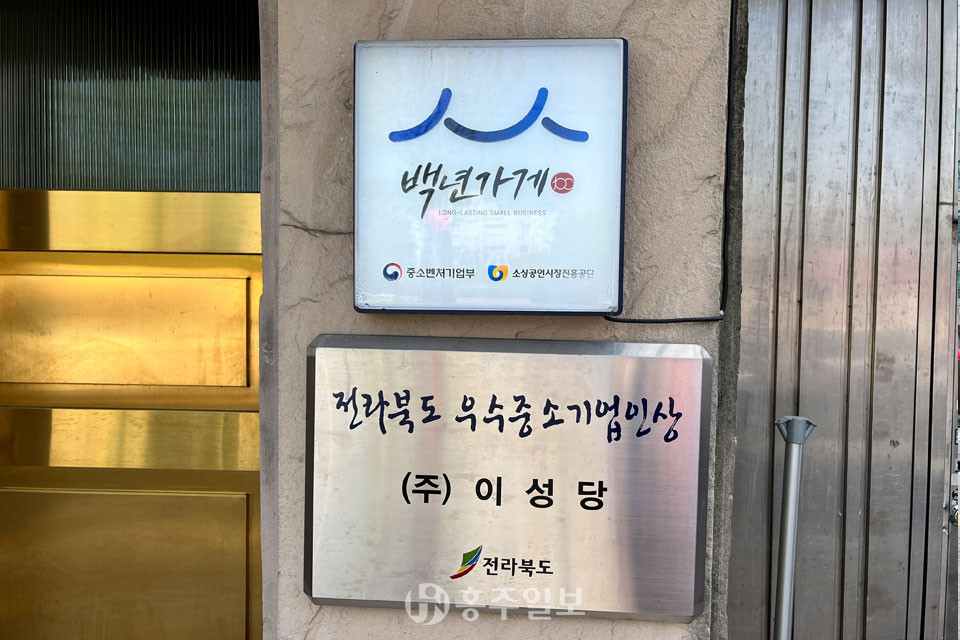 백년가게 100
LONG-LASTING SMALL BUSINESS
중소벤처기업부 소상공인시장진흥공단
전라북도 우수중소기업인상
(주) 이성당
전라북도
홍주일보